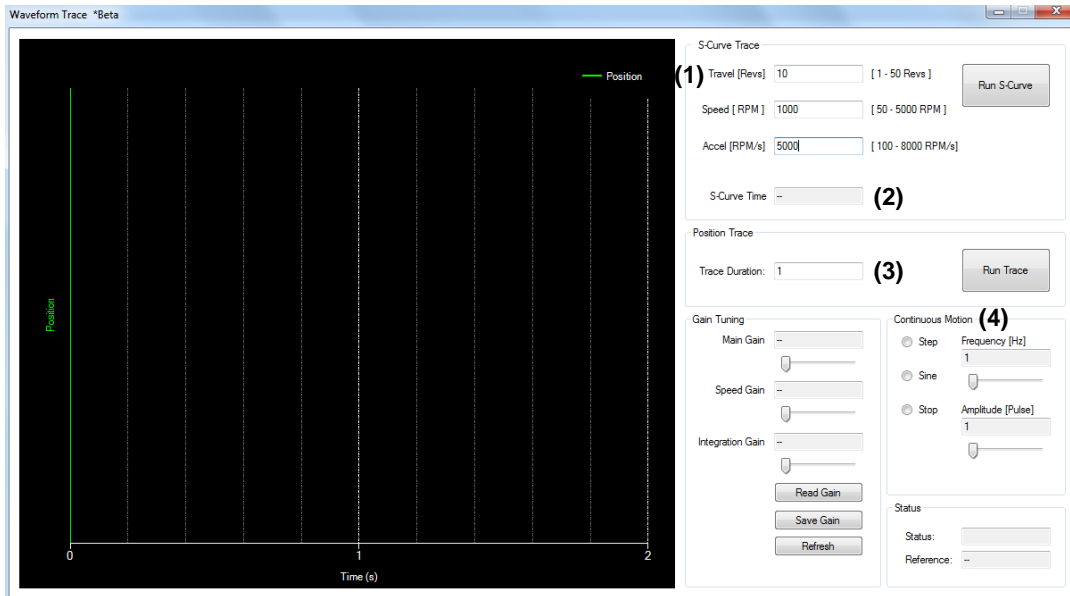 Waveform Trace *Beta
Position
Position
0
1
2
Time (s)
S-Curve Trace
(1)
Travel [Revs] 10 [ 1 - 50 Revs ]
Run S-Curve
Speed [ RPM ] 1000 [ 50 - 5000 RPM ]
Accel [RPM/s] 5000 [ 100 - 8000 RPM/s]
S-Curve Time -- (2)
Position Trace
Trace Duration: 1 (3)
Run Trace
Gain Tuning
Main Gain --
Speed Gain --
Integration Gain --
Read Gain
Save Gain
Refresh
Continuous Motion (4)
Step
Frequency [Hz]
1
Sine
Stop
Amplitude [Pulse]
1
Status
Status:
Reference: --